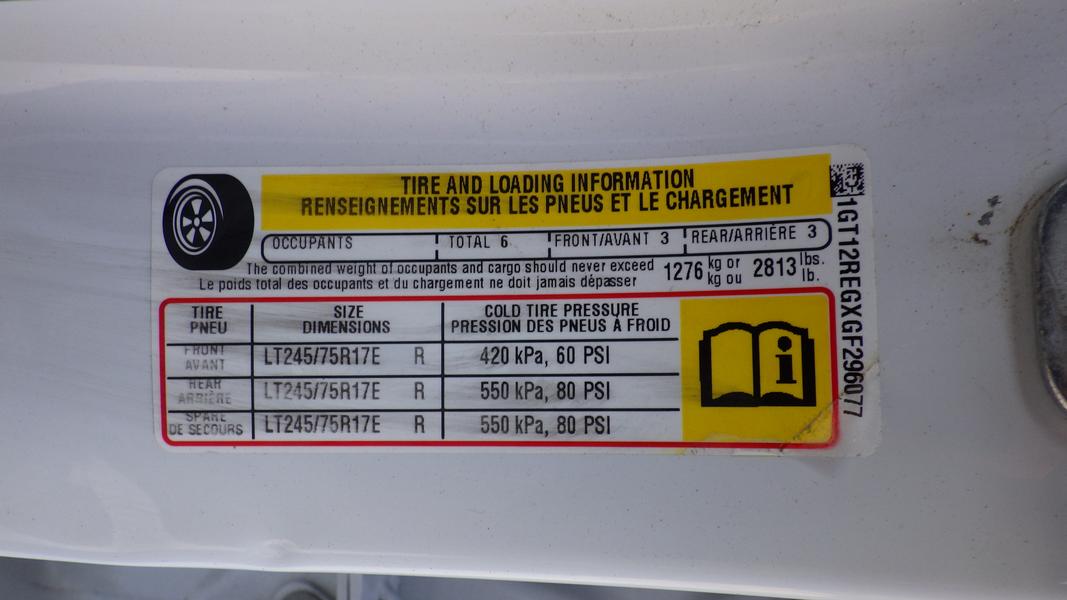 TIRE AND LOADING INFORMATION
RENSEIGNEMENTS SUR LES PNEUS ET LE CHARGEMENT
OCCUPANTS TOTAL 6 FRONT/AVANT 3 REAR/ARRIÈRE 3
The combined weight of occupants and cargo should never exceed 1276 kg or 2813 lbs.
Le poids total des occupants et du chargement ne doit jamais dépasser kg ou lb.
TIRE SIZE COLD TIRE PRESSURE
PNEU DIMENSIONS PRESSION DES PNEUS À FROID
FRONT
AVANT LT245/75R17E R 420 kPa, 60 PSI
REAR
ARRIÈRE LT245/75R17E R 550 kPa, 80 PSI
SPARE
DE SECOURS LT245/75R17E R 550 kPa, 80 PSI
1GT12REGXGF296077